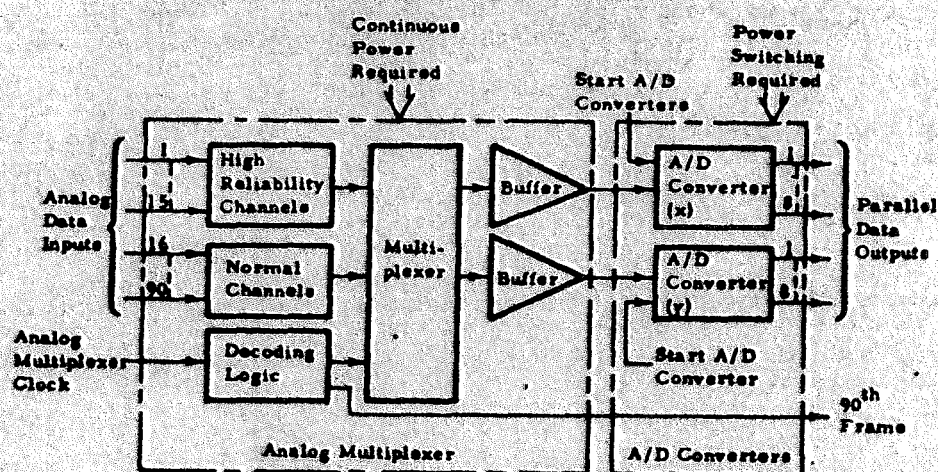 Continuous
Power
Required
Power
Switching
Required
Start A/D
Converters
Analog
Data
Inputs
1
15
16
90
High
Reliability
Channels
Normal
Channels
Decoding
Logic
Multi-
plexer
Buffer
Buffer
A/D
Converter
(x)
A/D
Converter
(y)
1
8
1
8
Parallel
Data
Outputs
Start A/D
Converter
Analog
Multiplexer
Clock
90th
Frame
Analog Multiplexer
A/D Converters